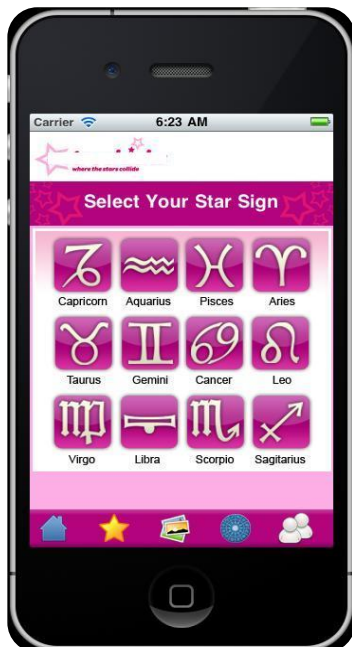 Carrier 6:23 AM
where the stars collide
Select Your Star Sign
Capricorn Aquarius Pisces Aries
Taurus Gemini Cancer Leo
Virgo Libra Scorpio Sagitarius